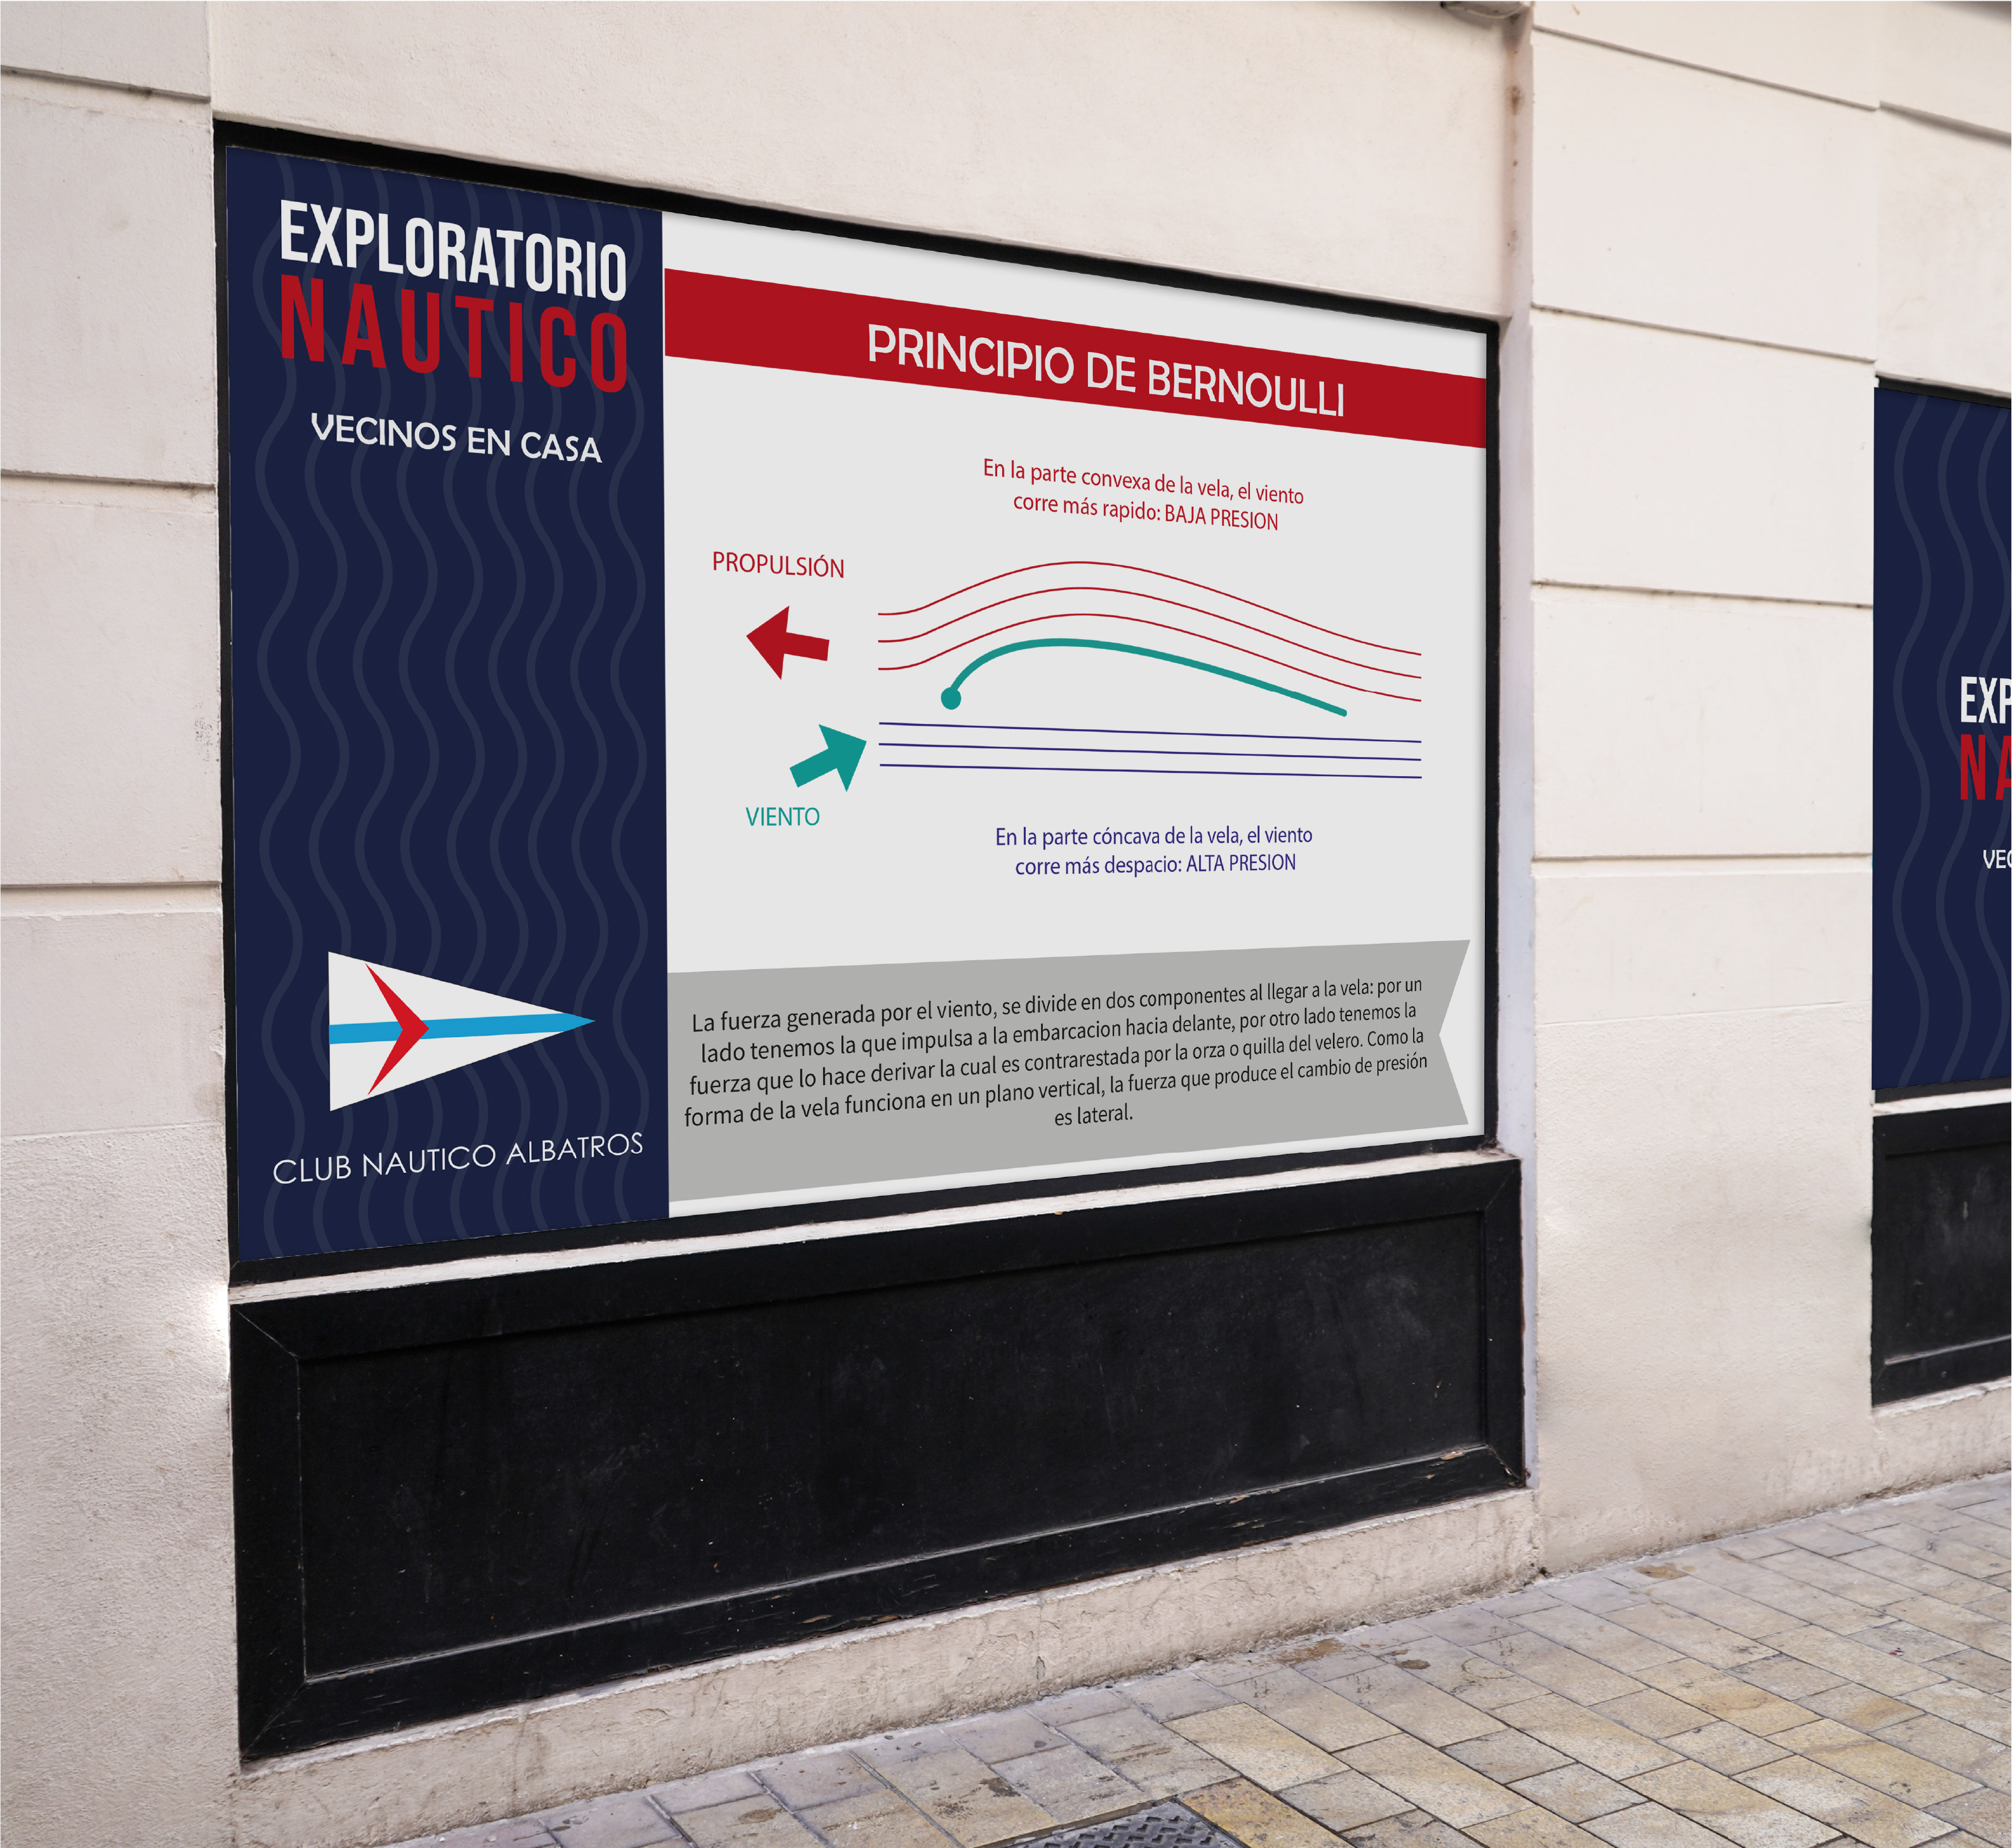 EXPLORATORIO
NAUTICO
VECINOS EN CASA
CLUB NAUTICO ALBATROS
PRINCIPIO DE BERNOULLI
En la parte convexa de la vela, el viento
corre más rapido: BAJA PRESION
PROPULSIÓN
VIENTO
En la parte cóncava de la vela, el viento
corre más despacio: ALTA PRESION
La fuerza generada por el viento, se divide en dos componentes al llegar a la vela: por un
lado tenemos la que impulsa a la embarcacion hacia delante, por otro lado tenemos la
fuerza que lo hace derivar la cual es contrarestada por la orza o quilla del velero. Como la
forma de la vela funciona en un plano vertical, la fuerza que produce el cambio de presión
es lateral.
EXP
NA
VEC